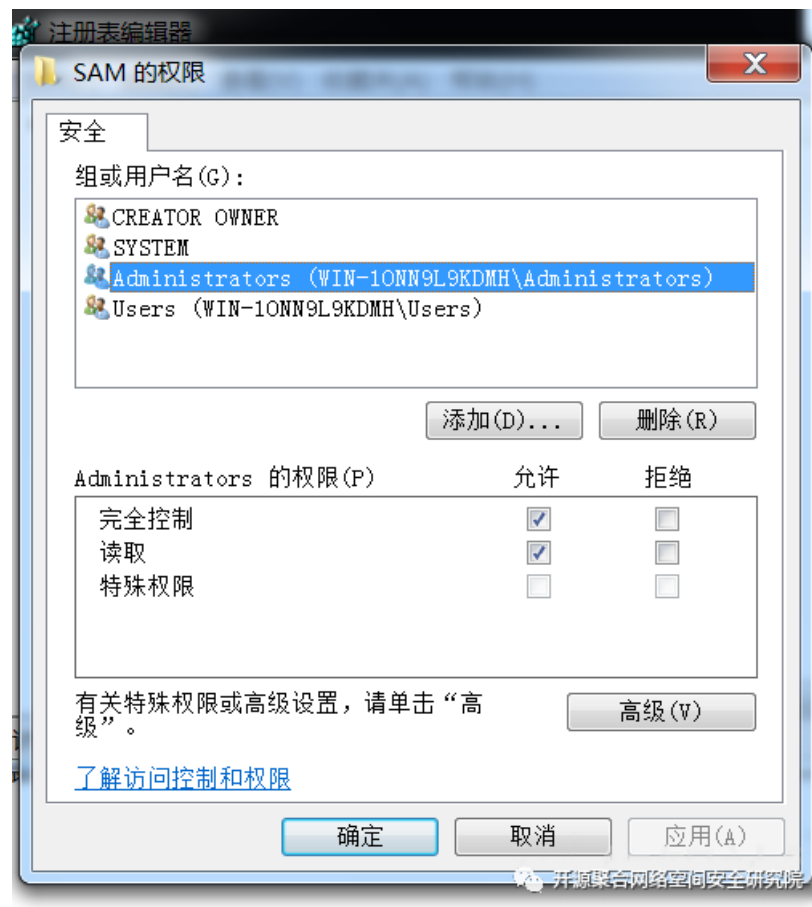 注册表编辑器
SAM 的权限
安全
组或用户名(G):
CREATOR OWNER
SYSTEM
Administrators (WIN-1ONN9L9KDMH\Administrators)
Users (WIN-1ONN9L9KDMH\Users)
添加(D)... 删除(R)
Administrators 的权限(P) 允许 拒绝
完全控制
读取
特殊权限
有关特殊权限或高级设置，请单击“高
级”。
高级(V)
了解访问控制和权限
确定 取消 应用(A)
开源聚合网络空间安全研究院